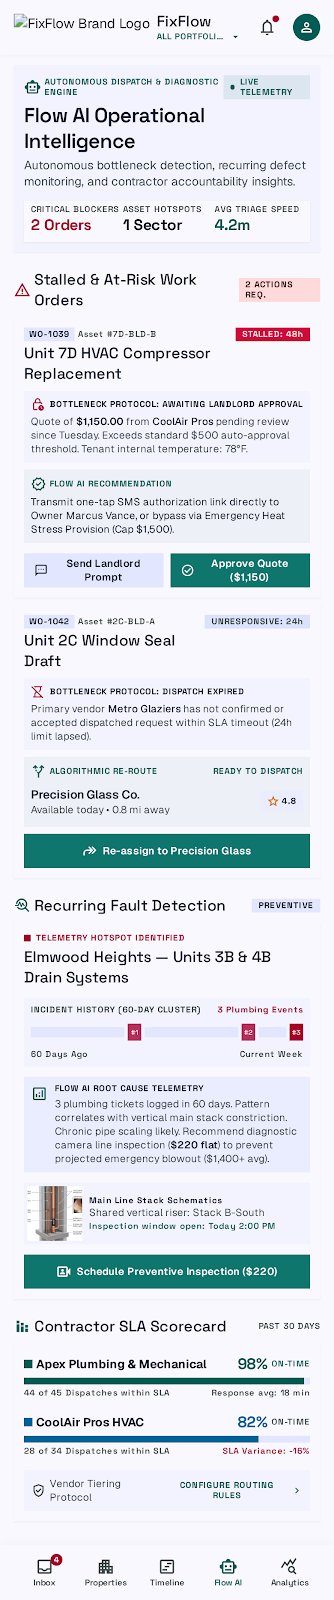 FixFlow Brand Logo
FixFlow
ALL PORTFOLI...
AUTONOMOUS DISPATCH & DIAGNOSTIC
ENGINE
LIVE
TELEMETRY
Flow AI Operational
Intelligence
Autonomous bottleneck detection, recurring defect
monitoring, and contractor accountability insights.
CRITICAL BLOCKERS
ASSET HOTSPOTS
AVG TRIAGE SPEED
2 Orders
1 Sector
4.2m
Stalled & At-Risk Work
Orders
2 ACTIONS
REQ.
WO-1039
Asset #7D-BLD-B
STALLED: 48h
Unit 7D HVAC Compressor
Replacement
BOTTLENECK PROTOCOL: AWAITING LANDLORD APPROVAL
Quote of $1,150.00 from CoolAir Pros pending review
since Tuesday. Exceeds standard $500 auto-approval
threshold. Tenant internal temperature: 78°F.
FLOW AI RECOMMENDATION
Transmit one-tap SMS authorization link directly to
Owner Marcus Vance, or bypass via Emergency Heat
Stress Provision (Cap $1,500).
Send Landlord
Prompt
Approve Quote
($1,150)
WO-1042
Asset #2C-BLD-A
UNRESPONSIVE: 24h
Unit 2C Window Seal
Draft
BOTTLENECK PROTOCOL: DISPATCH EXPIRED
Primary vendor Metro Glaziers has not confirmed or
accepted dispatched request within SLA timeout (24h
limit lapsed).
ALGORITHMIC RE-ROUTE
READY TO DISPATCH
Precision Glass Co.
Available today • 0.8 mi away
4.8
Re-assign to Precision Glass
Recurring Fault Detection
PREVENTIVE
TELEMETRY HOTSPOT IDENTIFIED
Elmwood Heights — Units 3B & 4B
Drain Systems
INCIDENT HISTORY (60-DAY CLUSTER)
3 Plumbing Events
#1
#2
#3
60 Days Ago
Current Week
FLOW AI ROOT CAUSE TELEMETRY
3 plumbing tickets logged in 60 days. Pattern
correlates with vertical main stack constriction.
Chronic pipe scaling likely. Recommend diagnostic
camera line inspection ($220 flat) to prevent
projected emergency blowout ($1,400+ avg).
Main Line Stack Schematics
Shared vertical riser: Stack B-South
Inspection window open: Today 2:00 PM
Schedule Preventive Inspection ($220)
Contractor SLA Scorecard
PAST 30 DAYS
Apex Plumbing & Mechanical
98% ON-TIME
44 of 45 Dispatches within SLA
Response avg: 18 min
CoolAir Pros HVAC
82% ON-TIME
28 of 34 Dispatches within SLA
SLA Variance: -16%
Vendor Tiering
Protocol
CONFIGURE ROUTING
RULES
4
Inbox
Properties
Timeline
Flow AI
Analytics